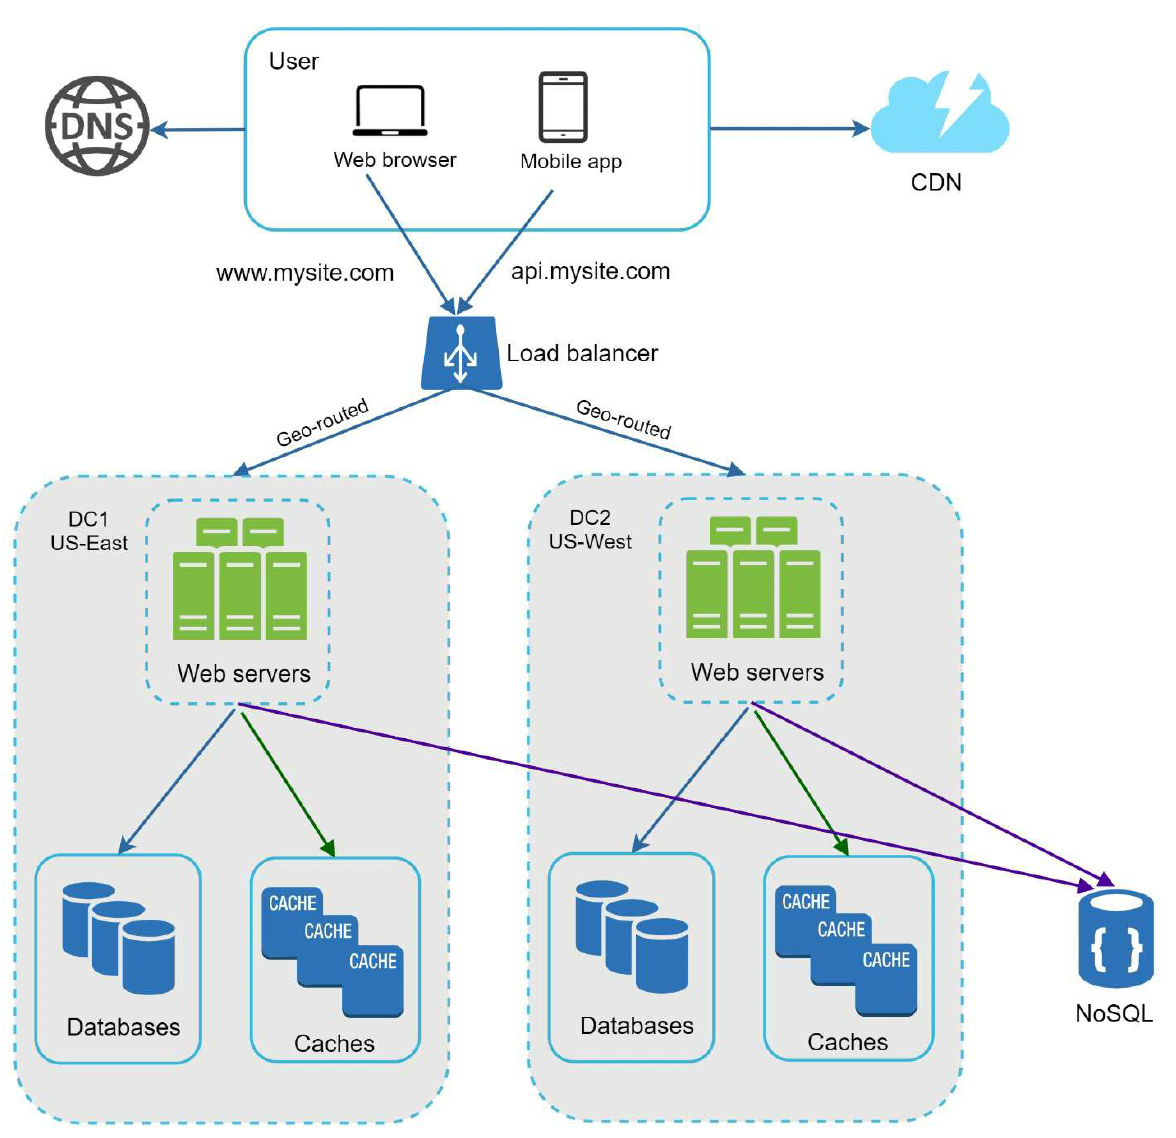 User
DNS
Web browser
Mobile app
CDN
www.mysite.com
api.mysite.com
Load balancer
Geo-routed
Geo-routed
DC1
US-East
Web servers
DC2
US-West
Web servers
CACHE
CACHE
CACHE
Databases
Caches
CACHE
CACHE
CACHE
Databases
Caches
{ }
NoSQL